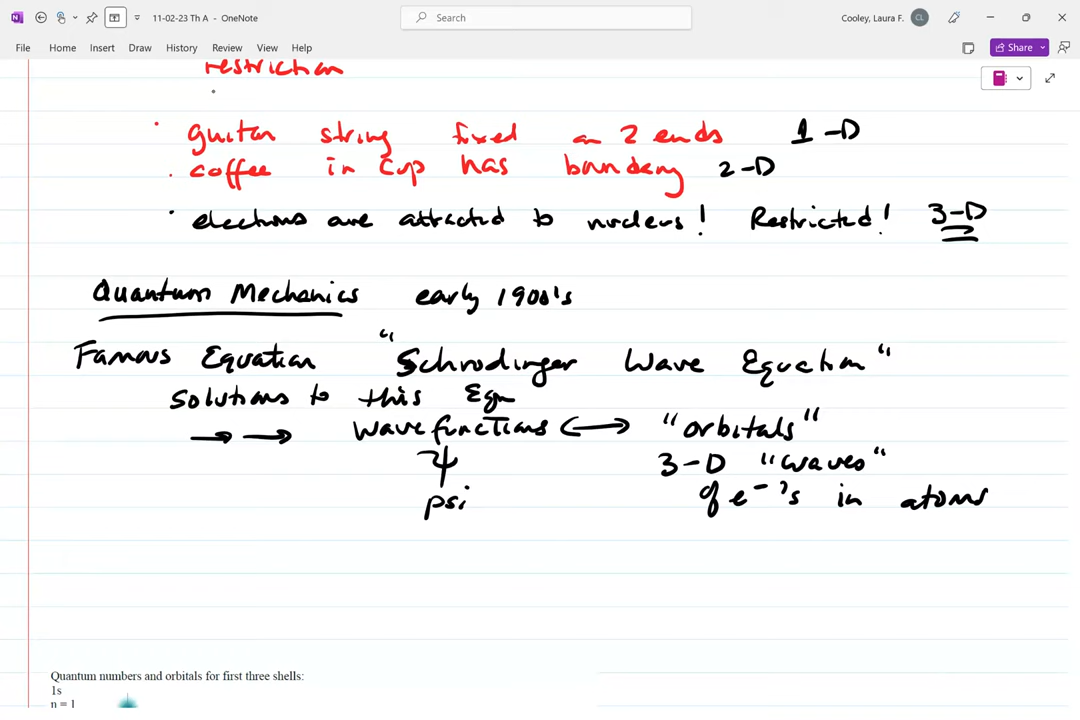 11-02-23 Th A - OneNote
Search
Cooley, Laura F.
CL
File Home Insert Draw History Review View Help
Share
restriction
· guitar string fixed on 2 ends 1-D
· coffee in cup has boundary 2-D
· electrons are attracted to nucleus! Restricted! 3-D
Quantum Mechanics early 1900's
Famous Equation "Schrodinger Wave Equation"
Solutions to this Eqn
→ → wavefunctions ⟷ "orbitals"
ψ 3-D "waves"
psi of e⁻'s in atoms
Quantum numbers and orbitals for first three shells:
1s
n = 1